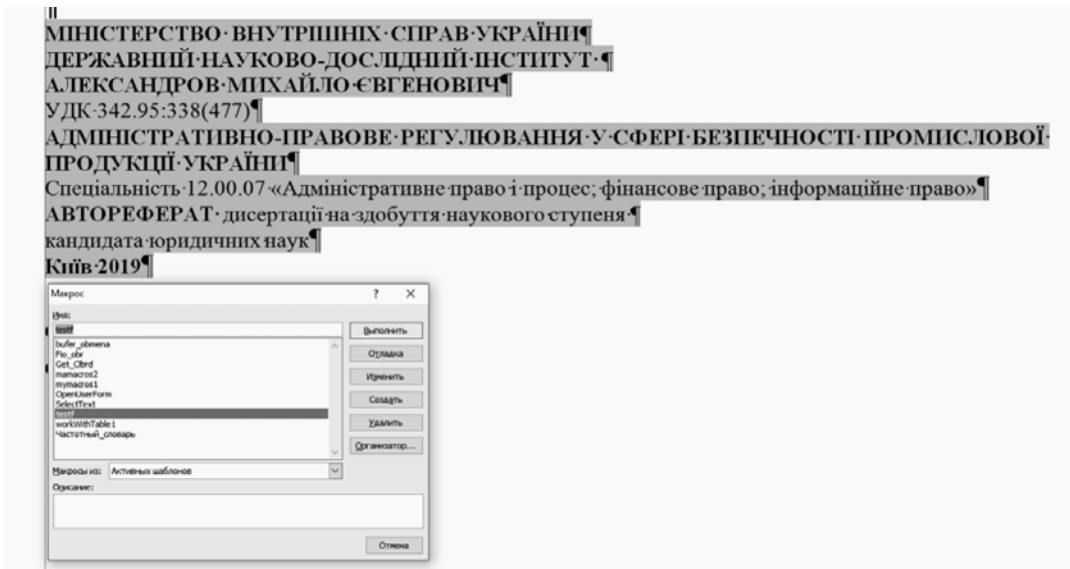 МІНІСТЕРСТВО·ВНУТРІШНІХ·СПРАВ·УКРАЇНИ¶
ДЕРЖАВНИЙ·НАУКОВО-ДОСЛІДНИЙ·ІНСТИТУТ·¶
АЛЕКСАНДРОВ·МИХАЙЛО·ЄВГЕНОВИЧ¶
УДК·342.95:338(477)¶
АДМІНІСТРАТИВНО-ПРАВОВЕ·РЕГУЛЮВАННЯ·У·СФЕРІ·БЕЗПЕЧНОСТІ·ПРОМИСЛОВОЇ·
ПРОДУКЦІЇ·УКРАЇНИ¶
Спеціальність·12.00.07·«Адміністративне·право·і·процес;·фінансове·право;·інформаційне·право»¶
АВТОРЕФЕРАТ·дисертації·на·здобуття·наукового·ступеня·¶
кандидата·юридичних·наук¶
Київ·2019¶
Макрос ? X
Имя:
testf Выполнить
bufer_obmena
Fio_obr Отладка
Get_Clbrd
mamacros2 Изменить
mymacros1
OpenUserForm Создать
SelectText
testf Удалить
workWithTable1
Частотный_словарь Организатор...
Макросы из: Активных шаблонов
Описание:
Отмена